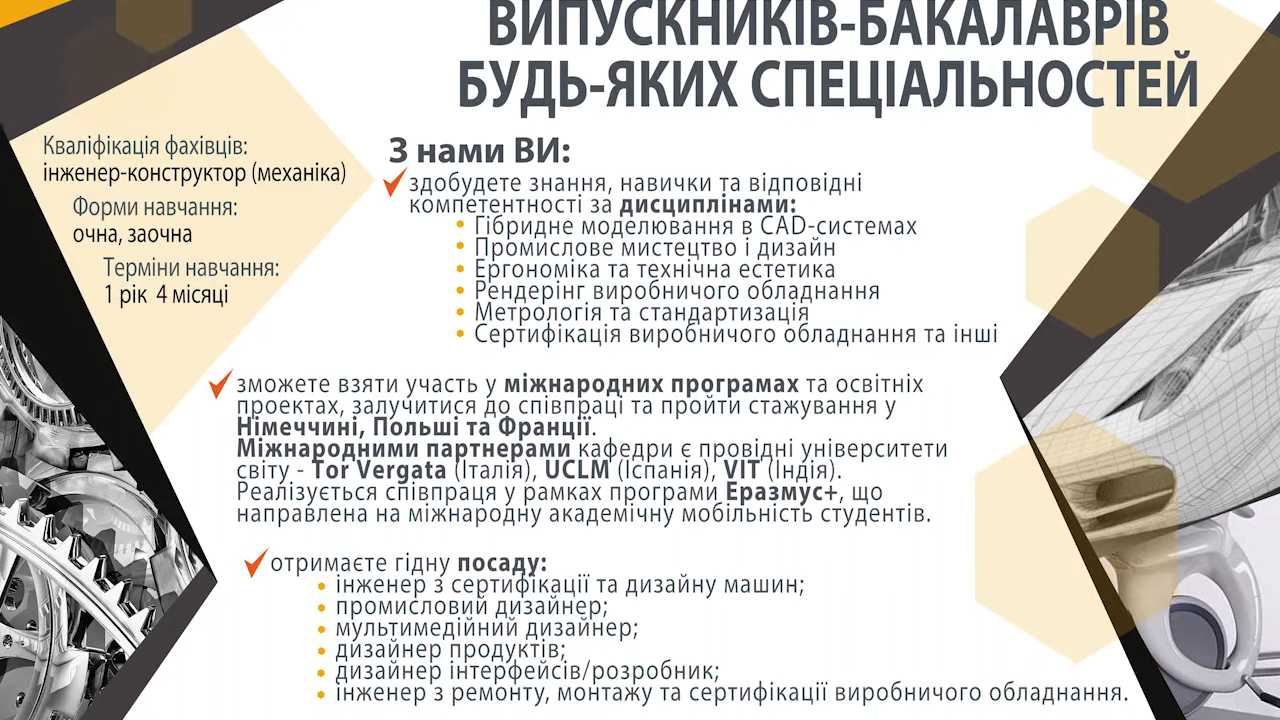 ВИПУСКНИКІВ-БАКАЛАВРІВ
БУДЬ-ЯКИХ СПЕЦІАЛЬНОСТЕЙ
Кваліфікація фахівців:
інженер-конструктор (механіка)
Форми навчання:
очна, заочна
Терміни навчання:
1 рік 4 місяці
З нами ВИ:
здобудете знання, навички та відповідні
компетентності за дисциплінами:
Гібридне моделювання в CAD-системах
Промислове мистецтво і дизайн
Ергономіка та технічна естетика
Рендерінг виробничого обладнання
Метрологія та стандартизація
Сертифікація виробничого обладнання та інші
зможете взяти участь у міжнародних програмах та освітніх
проектах, залучитися до співпраці та пройти стажування у
Німеччині, Польші та Франції.
Міжнародними партнерами кафедри є провідні університети
світу - Tor Vergata (Італія), UCLM (Іспанія), VIT (Індія).
Реалізується співпраця у рамках програми Еразмус+, що
направлена на міжнародну академічну мобільність студентів.
отримаєте гідну посаду:
інженер з сертифікації та дизайну машин;
промисловий дизайнер;
мультимедійний дизайнер;
дизайнер продуктів;
дизайнер інтерфейсів/розробник;
інженер з ремонту, монтажу та сертифікації виробничого обладнання.